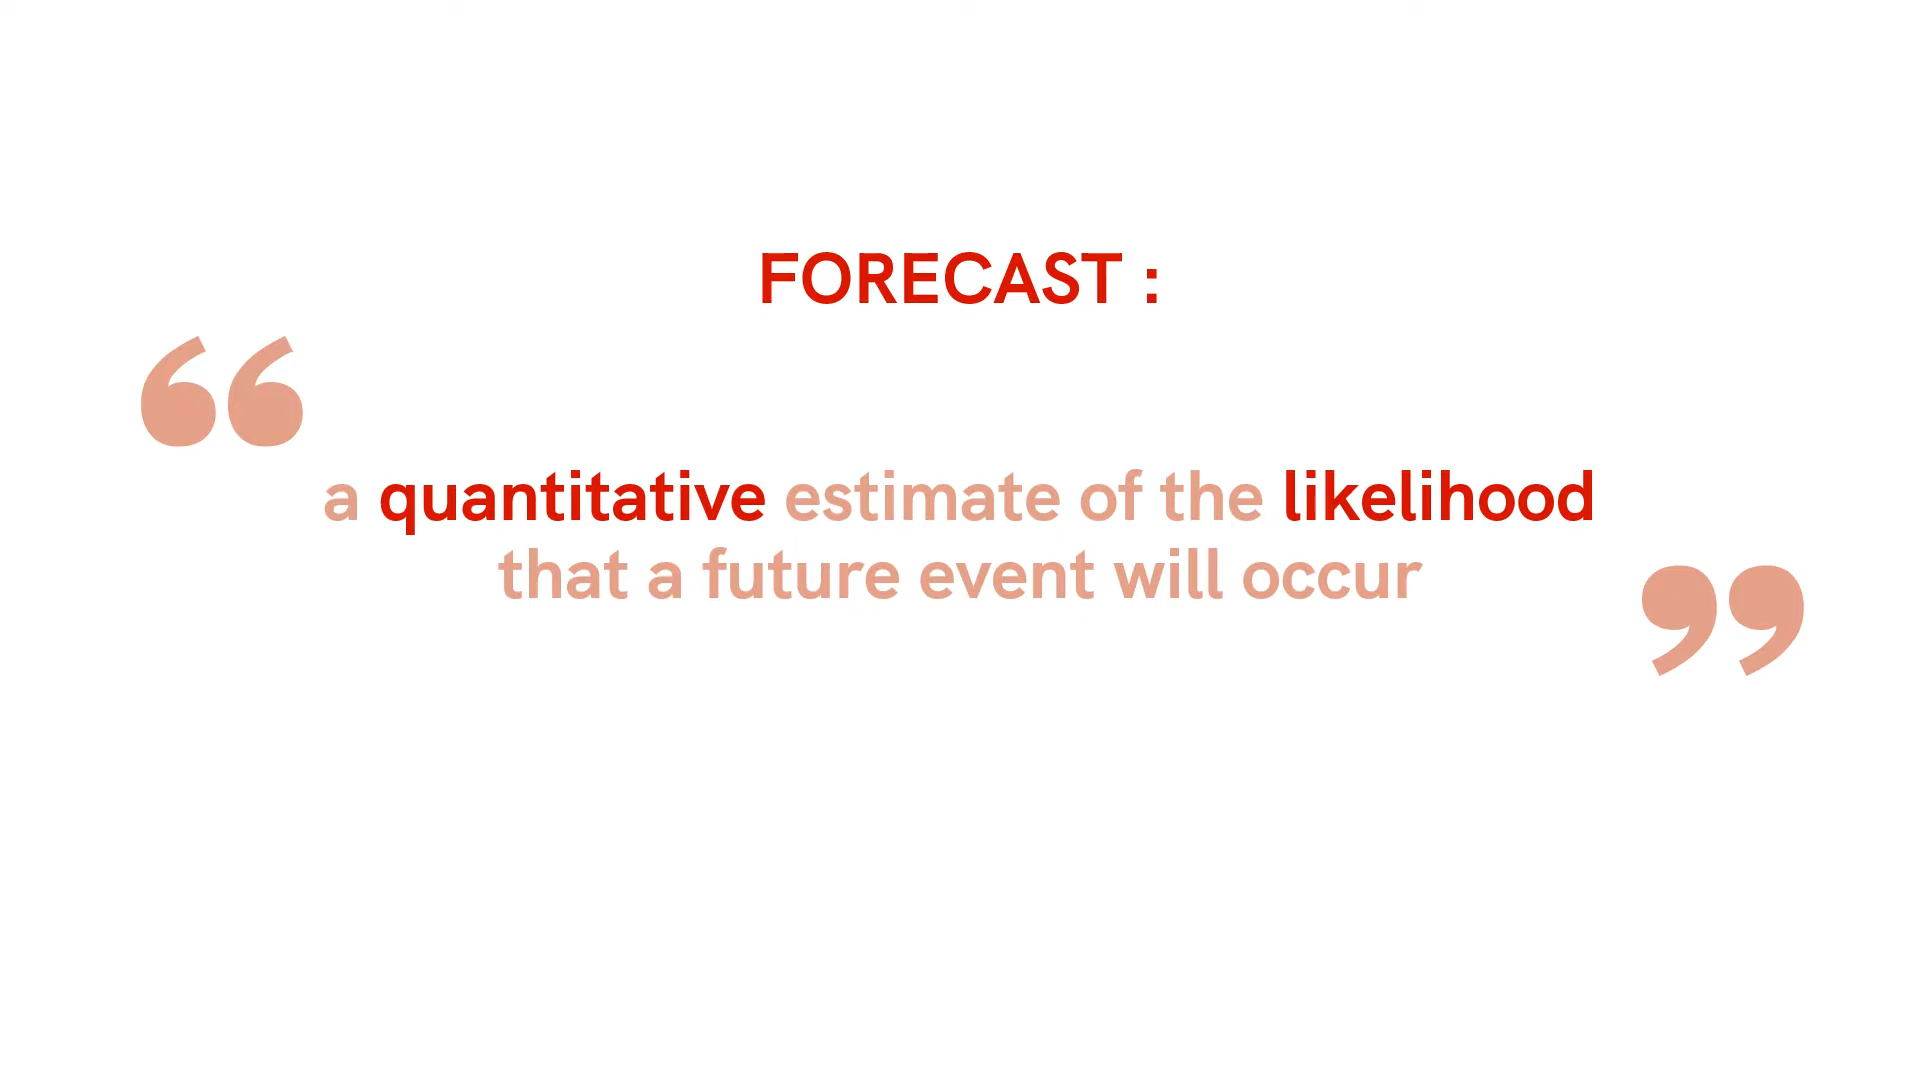 FORECAST :
“
a quantitative estimate of the likelihood
that a future event will occur
”